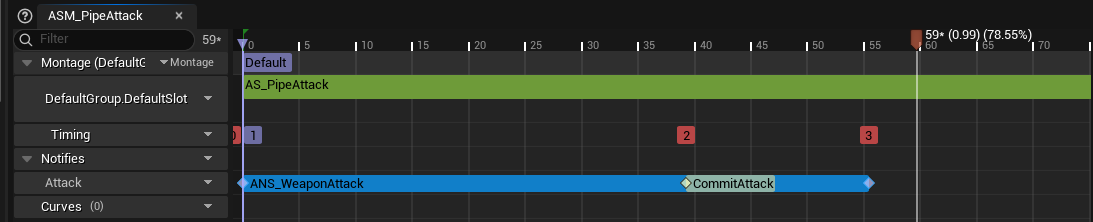 ASM_PipeAttack
Filter
59*
0 5 10 15 20 25 30 35 40 45 50 55 60 65 70
59* (0.99) (78.55%)
Montage (DefaultG
Montage
Default
DefaultGroup.DefaultSlot
AS_PipeAttack
Timing
1 2 3
Notifies
Attack
ANS_WeaponAttack
CommitAttack
Curves (0)